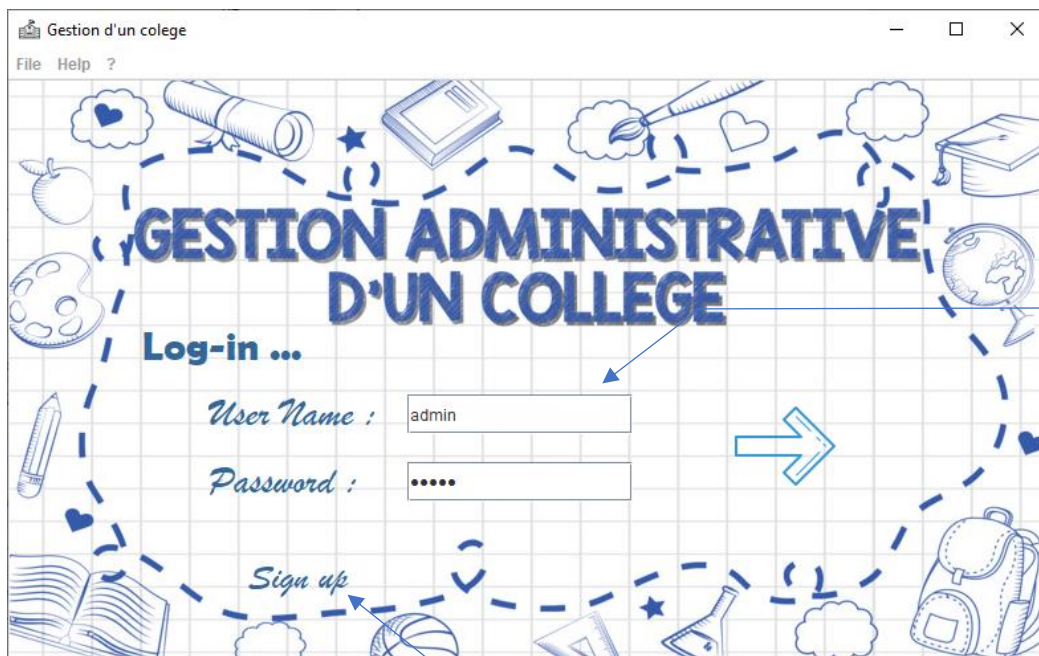 Gestion d'un colege
File Help ?
GESTION ADMINISTRATIVE
D'UN COLLEGE
Log-in ...
User Name : admin
Password : •••••
Sign up